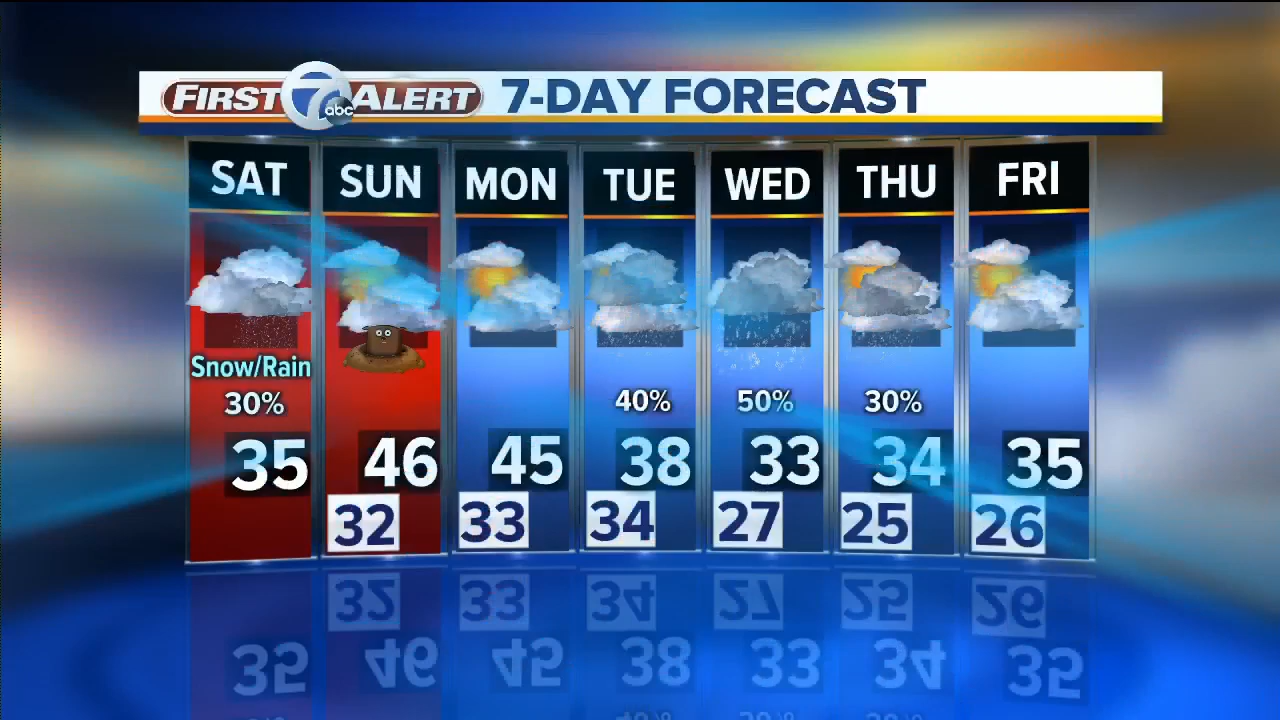 FIRST 7 abc ALERT 7-DAY FORECAST
SAT SUN MON TUE WED THU FRI
Snow/Rain
30% 40% 50% 30%
35 46 45 38 33 34 35
32 33 34 27 25 26